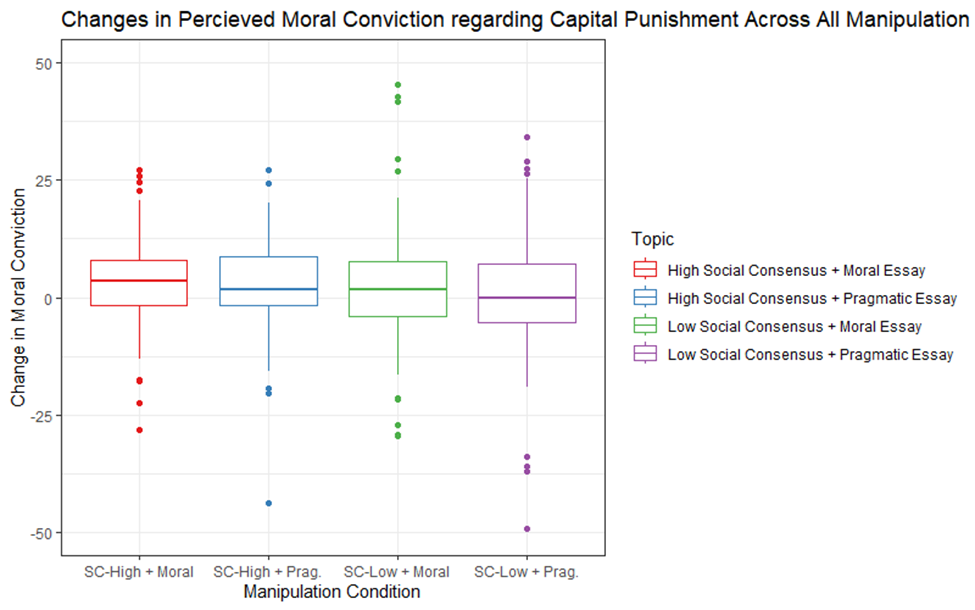 Changes in Percieved Moral Conviction regarding Capital Punishment Across All Manipulation
50
25
0
-25
-50
Change in Moral Conviction
SC-High + Moral
SC-High + Prag.
SC-Low + Moral
SC-Low + Prag.
Manipulation Condition
Topic
High Social Consensus + Moral Essay
High Social Consensus + Pragmatic Essay
Low Social Consensus + Moral Essay
Low Social Consensus + Pragmatic Essay